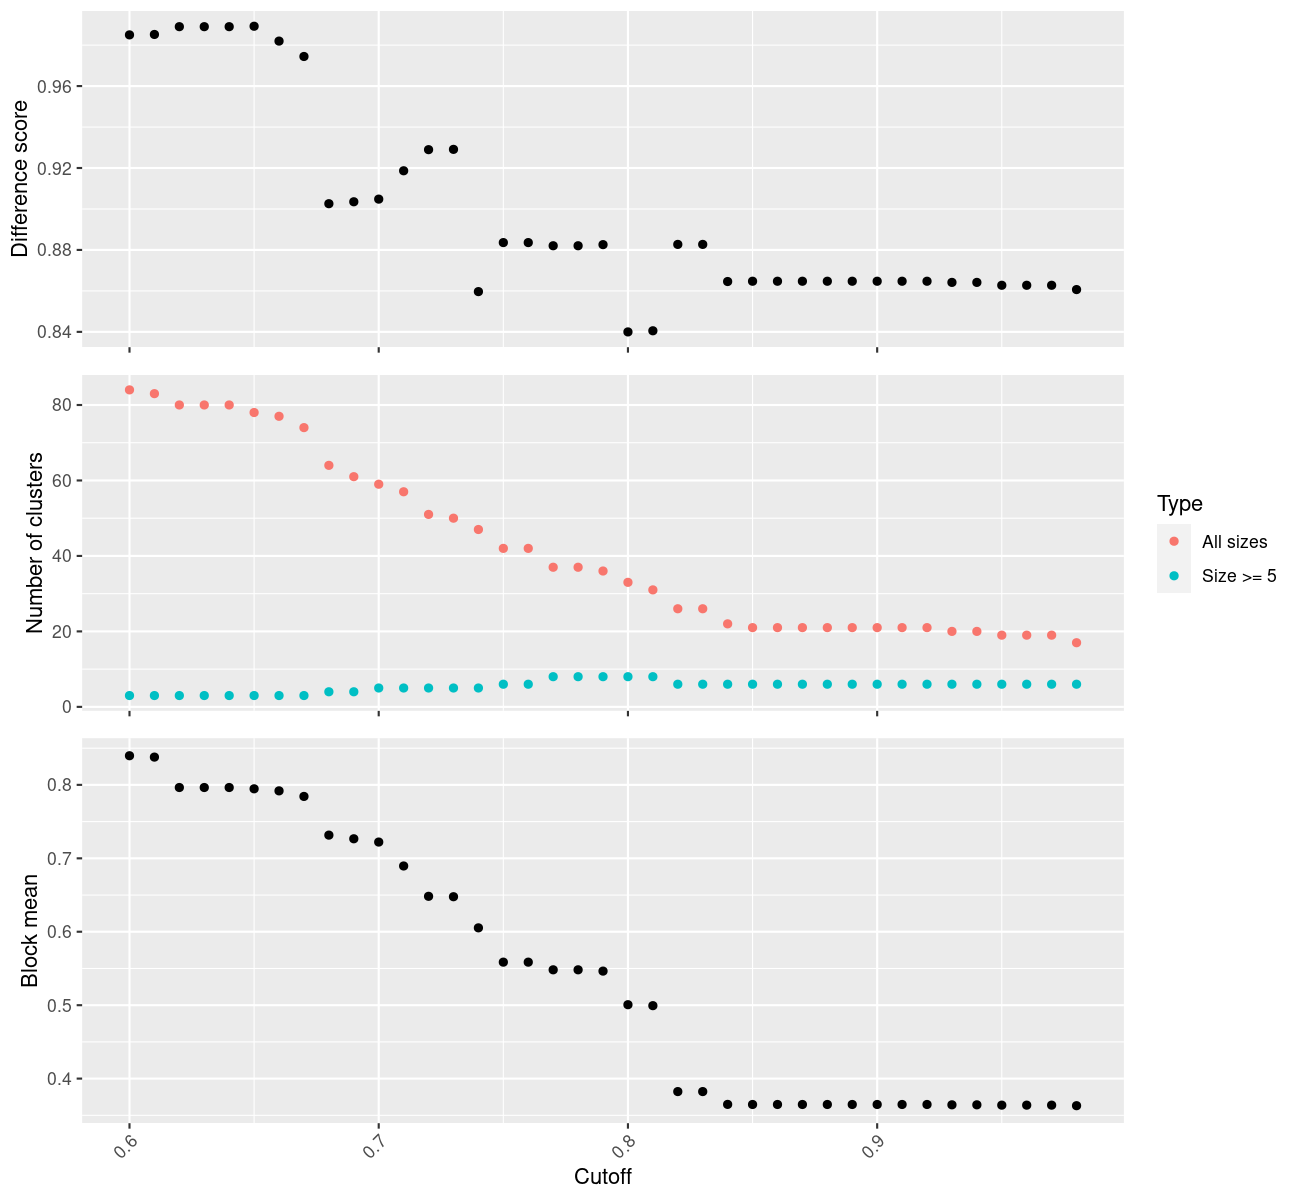 Difference score
0.96
0.92
0.88
0.84
Number of clusters
80
60
40
20
0
Type
All sizes
Size >= 5
Block mean
0.8
0.7
0.6
0.5
0.4
0.6 0.7 0.8 0.9
Cutoff